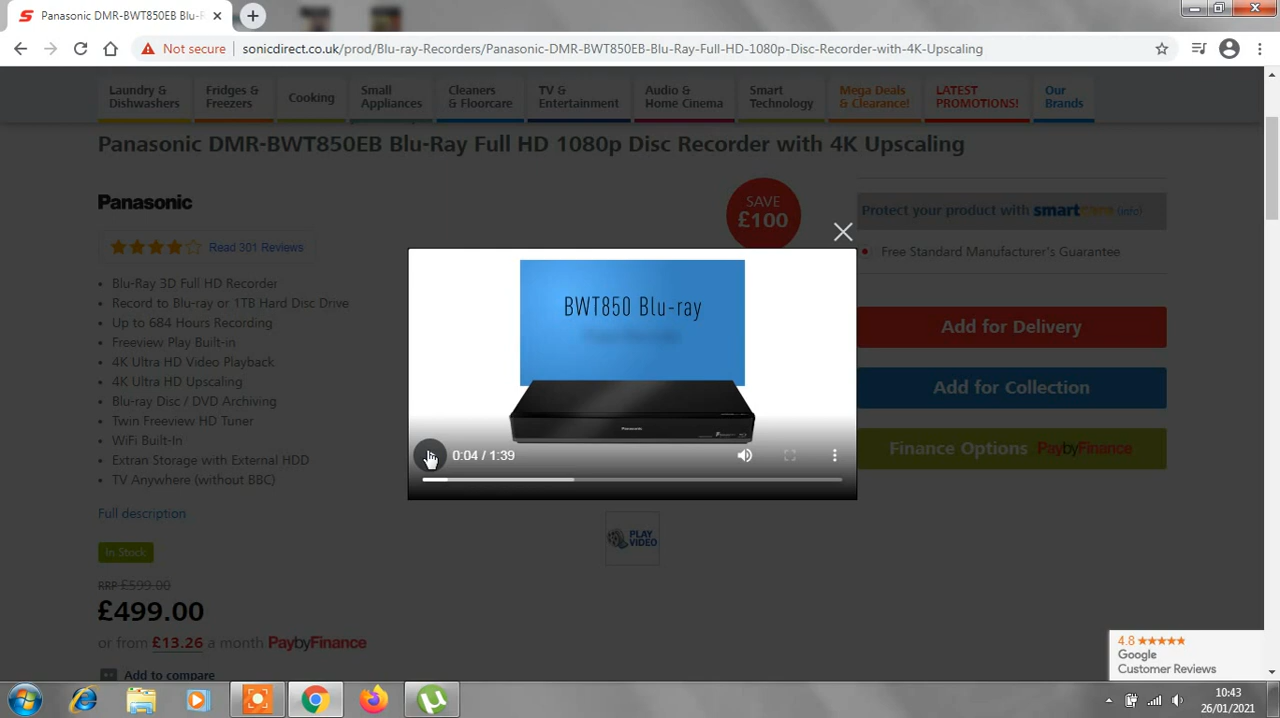 Panasonic DMR-BWT850EB Blu-R
Not secure
sonicdirect.co.uk/prod/Blu-ray-Recorders/Panasonic-DMR-BWT850EB-Blu-Ray-Full-HD-1080p-Disc-Recorder-with-4K-Upscaling
Laundry &
Dishwashers
Fridges &
Freezers
Cooking
Small
Appliances
Cleaners
& Floorcare
TV &
Entertainment
Audio &
Home Cinema
Smart
Technology
Mega Deals
& Clearance!
LATEST
PROMOTIONS!
Our
Brands
Panasonic DMR-BWT850EB Blu-Ray Full HD 1080p Disc Recorder with 4K Upscaling
Panasonic
Read 301 Reviews
Blu-Ray 3D Full HD Recorder
Record to Blu-ray or 1TB Hard Disc Drive
Up to 684 Hours Recording
Freeview Play Built-in
4K Ultra HD Video Playback
4K Ultra HD Upscaling
Blu-ray Disc / DVD Archiving
Twin Freeview HD Tuner
WiFi Built-In
Extran Storage with External HDD
TV Anywhere (without BBC)
Full description
In Stock
RRP £599.00
£499.00
or from £13.26 a month PaybyFinance
Add to compare
SAVE
£100
BWT850 Blu-ray
Panasonic
0:04 / 1:39
PLAY
VIDEO
Protect your product with smartcare (info)
Free Standard Manufacturer's Guarantee
Add for Delivery
Add for Collection
Finance Options PaybyFinance
4.8
Google
Customer Reviews
10:43
26/01/2021